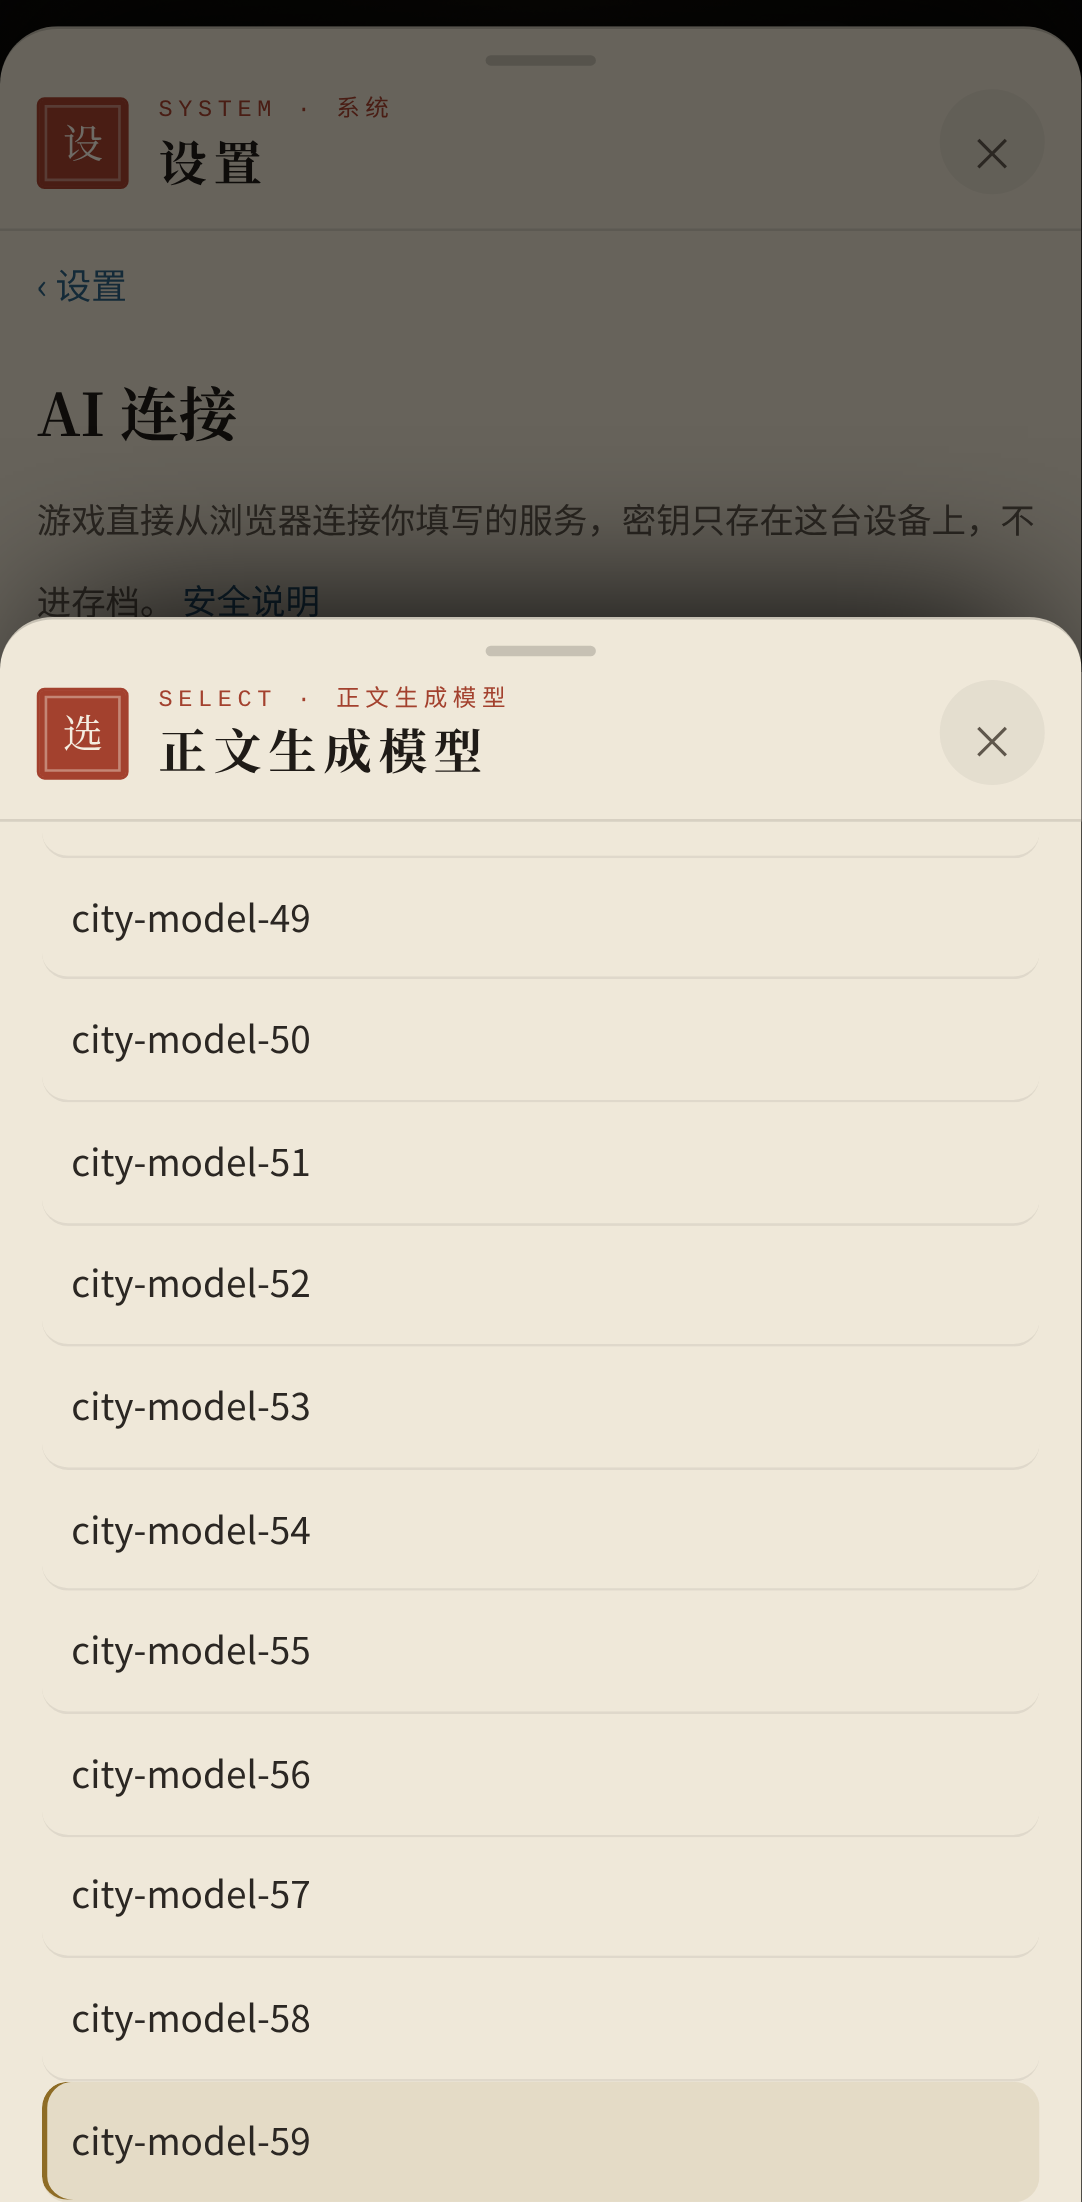 设
SYSTEM · 系统
设置
‹ 设置
AI 连接
游戏直接从浏览器连接你填写的服务，密钥只存在这台设备上，不
进存档。 安全说明
选
SELECT · 正文生成模型
正文生成模型
city-model-49
city-model-50
city-model-51
city-model-52
city-model-53
city-model-54
city-model-55
city-model-56
city-model-57
city-model-58
city-model-59